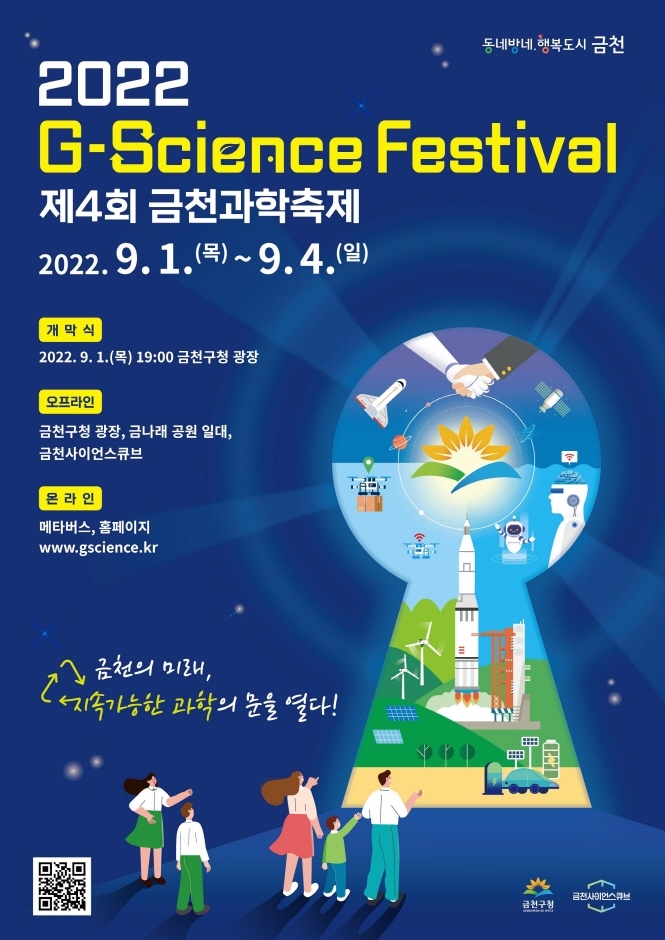 동네방네.행복도시 금천
2022
G-Science Festival
제4회 금천과학축제
2022. 9. 1.(목) ~ 9. 4.(일)
개 막 식
2022. 9. 1.(목) 19:00 금천구청 광장
오프라인
금천구청 광장, 금나래 공원 일대,
금천사이언스큐브
온 라 인
메타버스, 홈페이지
www.gscience.kr
금천의 미래,
지속가능한 과학의 문을 열다!
금천구청
금천사이언스큐브